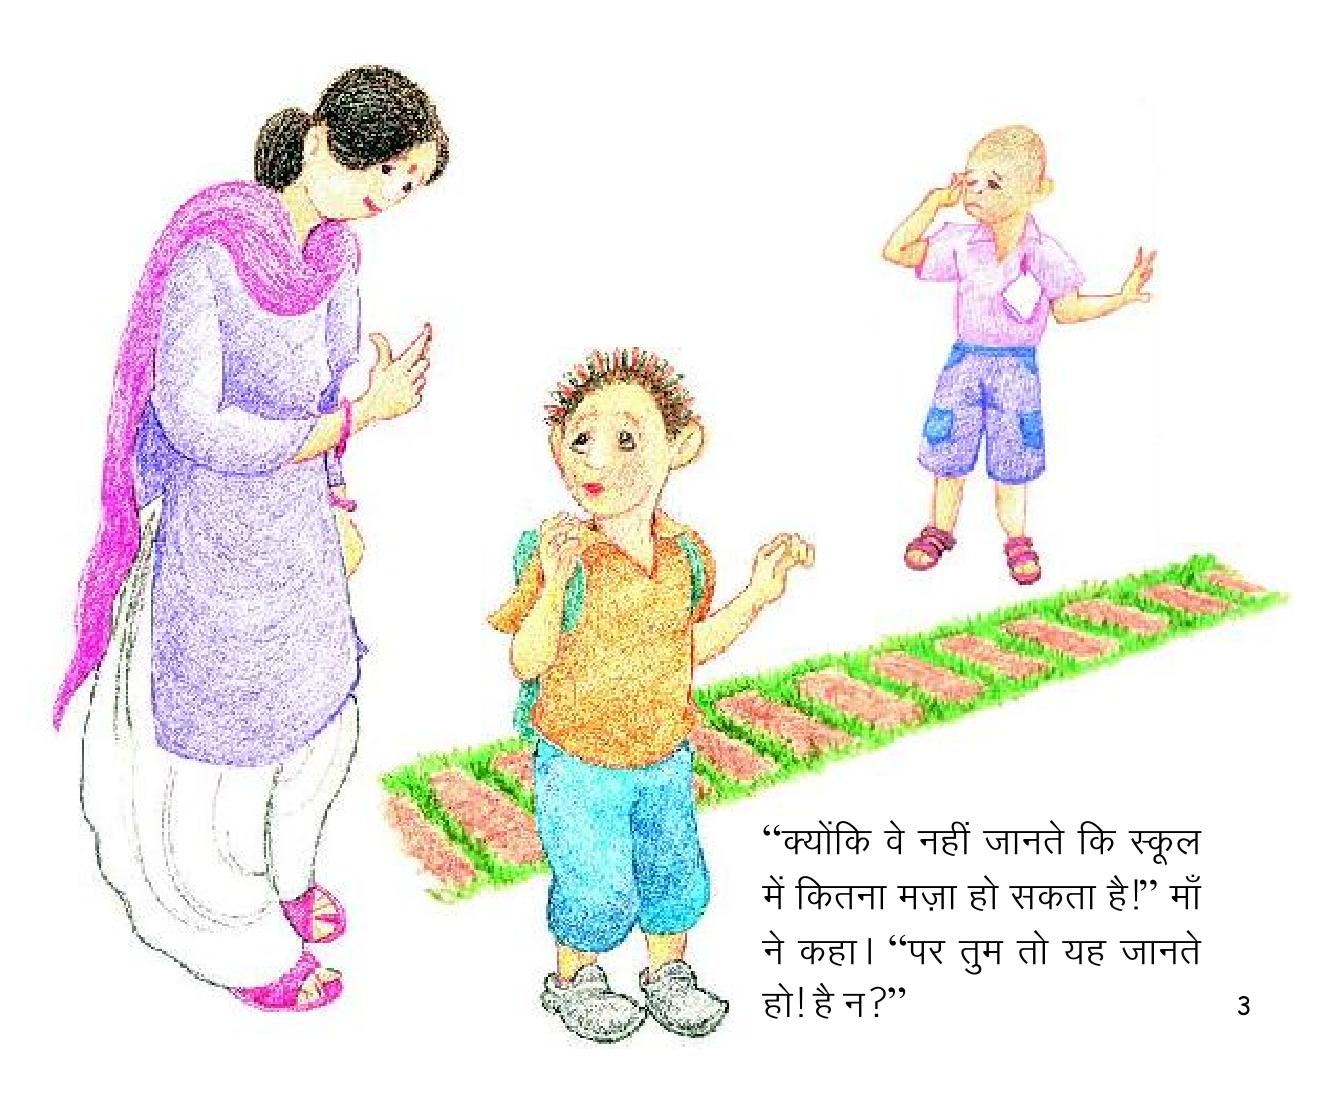 “क्योंकि वे नहीं जानते कि स्कूल
में कितना मज़ा हो सकता है!” माँ
ने कहा। “पर तुम तो यह जानते
हो! है न?”
3